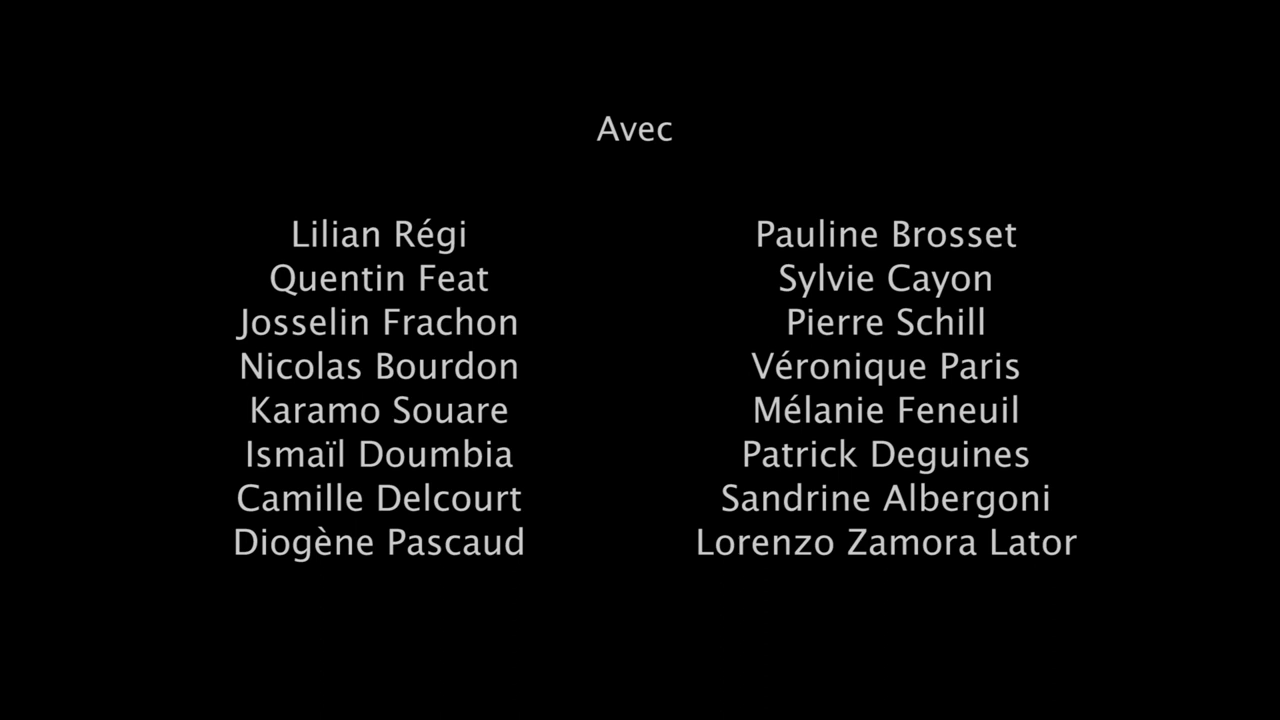 Avec
Lilian Régi
Quentin Feat
Josselin Frachon
Nicolas Bourdon
Karamo Souare
Ismaïl Doumbia
Camille Delcourt
Diogène Pascaud
Pauline Brosset
Sylvie Cayon
Pierre Schill
Véronique Paris
Mélanie Feneuil
Patrick Deguines
Sandrine Albergoni
Lorenzo Zamora Lator